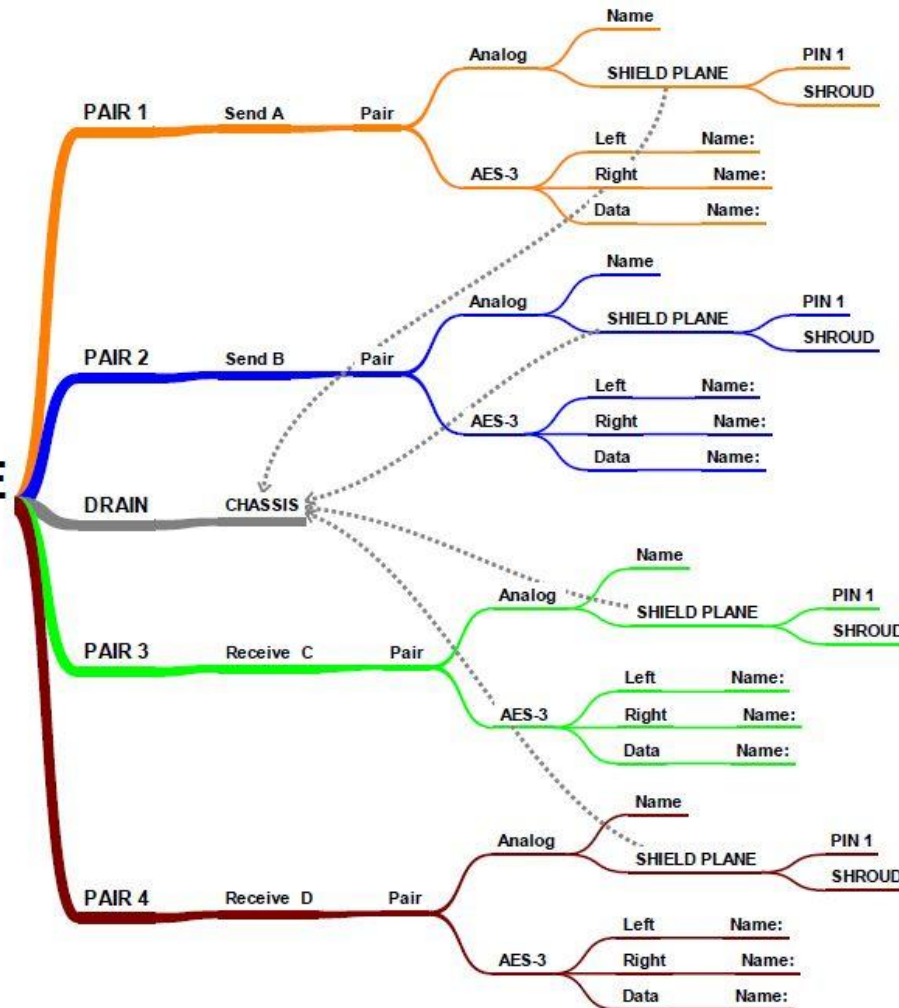 Name
Analog
SHIELD PLANE
PIN 1
SHROUD
PAIR 1 Send A Pair
AES-3
Left Name:
Right Name:
Data Name:
Name
Analog
SHIELD PLANE
PIN 1
SHROUD
PAIR 2 Send B Pair
AES-3
Left Name:
Right Name:
Data Name:
E
DRAIN CHASSIS
Name
Analog
SHIELD PLANE
PIN 1
SHROUD
PAIR 3 Receive C Pair
AES-3
Left Name:
Right Name:
Data Name:
Name
Analog
SHIELD PLANE
PIN 1
SHROUD
PAIR 4 Receive D Pair
AES-3
Left Name:
Right Name:
Data Name: